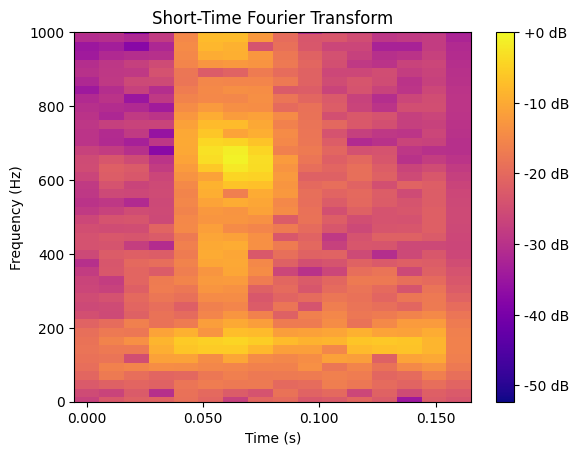 Short-Time Fourier Transform
1000
800
600
400
200
0
Frequency (Hz)
0.000
0.050
0.100
0.150
Time (s)
+0 dB
-10 dB
-20 dB
-30 dB
-40 dB
-50 dB